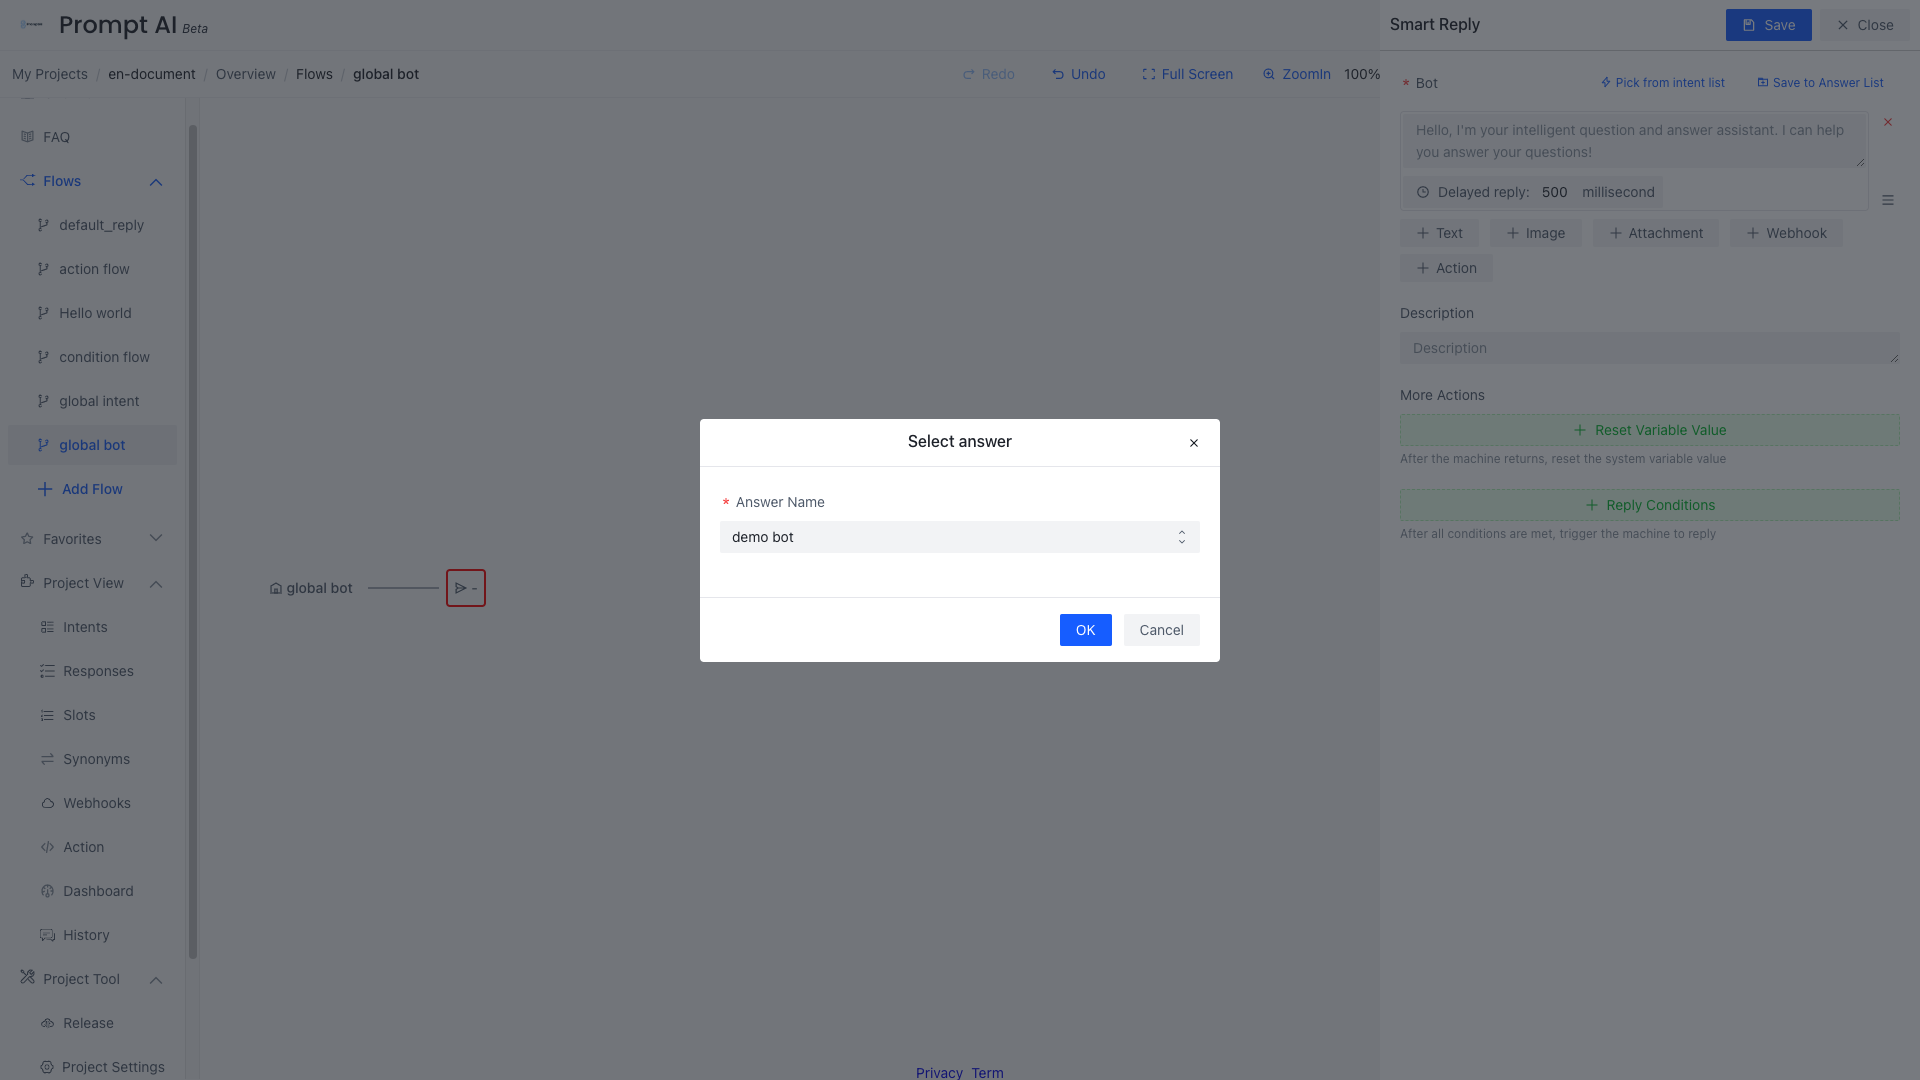 Prompt AI Beta
Smart Reply
Save
Close
My Projects / en-document / Overview / Flows / global bot
Redo
Undo
Full Screen
ZoomIn
100%
* Bot
Pick from intent list
Save to Answer List
Hello, I'm your intelligent question and answer assistant. I can help
you answer your questions!
Delayed reply: 500 millisecond
+ Text
+ Image
+ Attachment
+ Webhook
+ Action
Description
Description
More Actions
+ Reset Variable Value
After the machine returns, reset the system variable value
+ Reply Conditions
After all conditions are met, trigger the machine to reply
FAQ
Flows
default_reply
action flow
Hello world
condition flow
global intent
global bot
+ Add Flow
Favorites
Project View
Intents
Responses
Slots
Synonyms
Webhooks
Action
Dashboard
History
Project Tool
Release
Project Settings
global bot
-
Select answer
* Answer Name
demo bot
OK
Cancel
Privacy Term